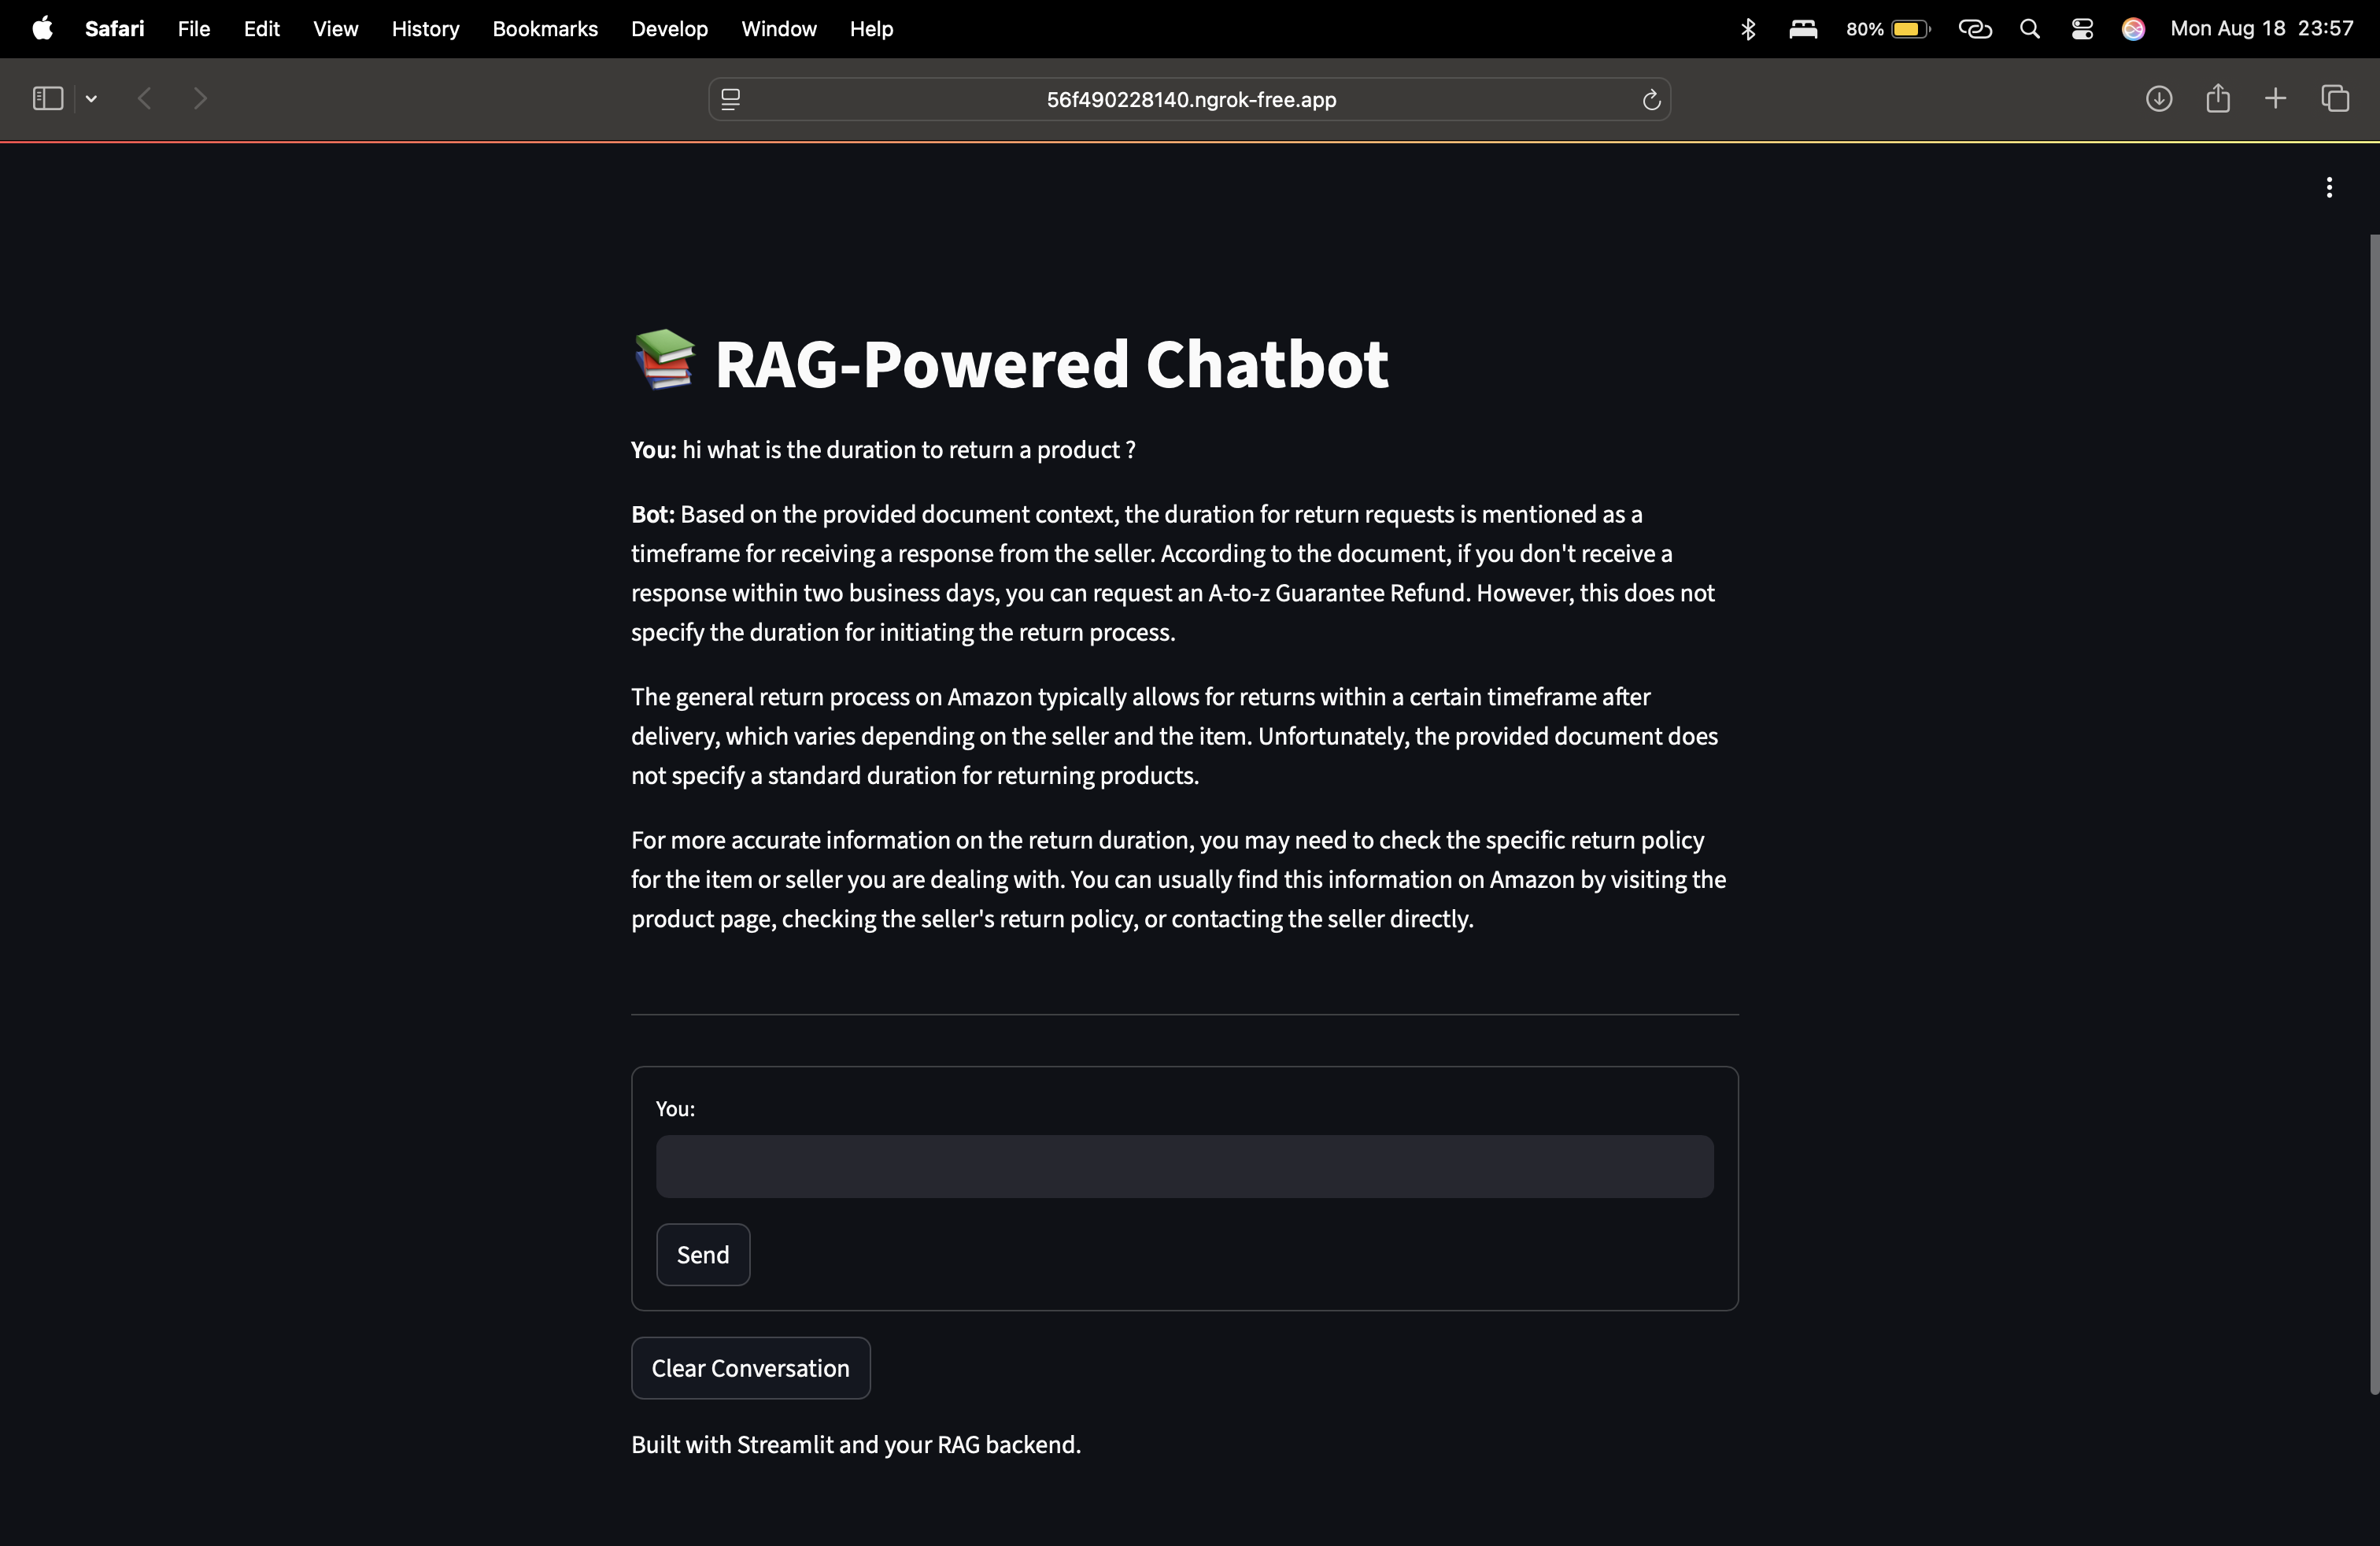 Safari File Edit View History Bookmarks Develop Window Help 80% Mon Aug 18 23:57
56f490228140.ngrok-free.app
RAG-Powered Chatbot
You: hi what is the duration to return a product ?
Bot: Based on the provided document context, the duration for return requests is mentioned as a
timeframe for receiving a response from the seller. According to the document, if you don't receive a
response within two business days, you can request an A-to-z Guarantee Refund. However, this does not
specify the duration for initiating the return process.
The general return process on Amazon typically allows for returns within a certain timeframe after
delivery, which varies depending on the seller and the item. Unfortunately, the provided document does
not specify a standard duration for returning products.
For more accurate information on the return duration, you may need to check the specific return policy
for the item or seller you are dealing with. You can usually find this information on Amazon by visiting the
product page, checking the seller's return policy, or contacting the seller directly.
You:
Send
Clear Conversation
Built with Streamlit and your RAG backend.